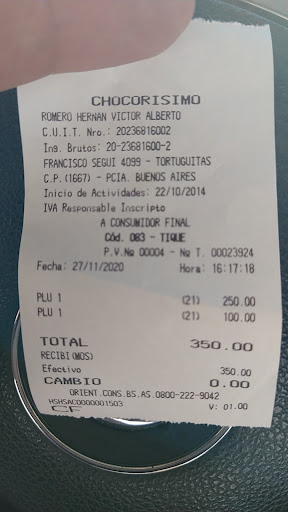 CHOCORISIMO
ROMERO HERNAN VICTOR ALBERTO
C.U.I.T. Nro.: 20236816002
Ing. Brutos: 20-23681600-2
FRANCISCO SEGUI 4099 - TORTUGUITAS
C.P.(1667) - PCIA. BUENOS AIRES
Inicio de Actividades: 22/10/2014
IVA Responsable Inscripto
A CONSUMIDOR FINAL
Cód. 083 - TIQUE
P.V.Nº 00004 - Nº T. 00023924
Fecha: 27/11/2020 Hora: 16:17:18
PLU 1 (21) 250.00
PLU 1 (21) 100.00
TOTAL 350.00
RECIBI(MOS)
Efectivo 350.00
CAMBIO 0.00
ORIENT.CONS.BS.AS.0800-222-9042
HSHSAC0000001503
CF V: 01.00